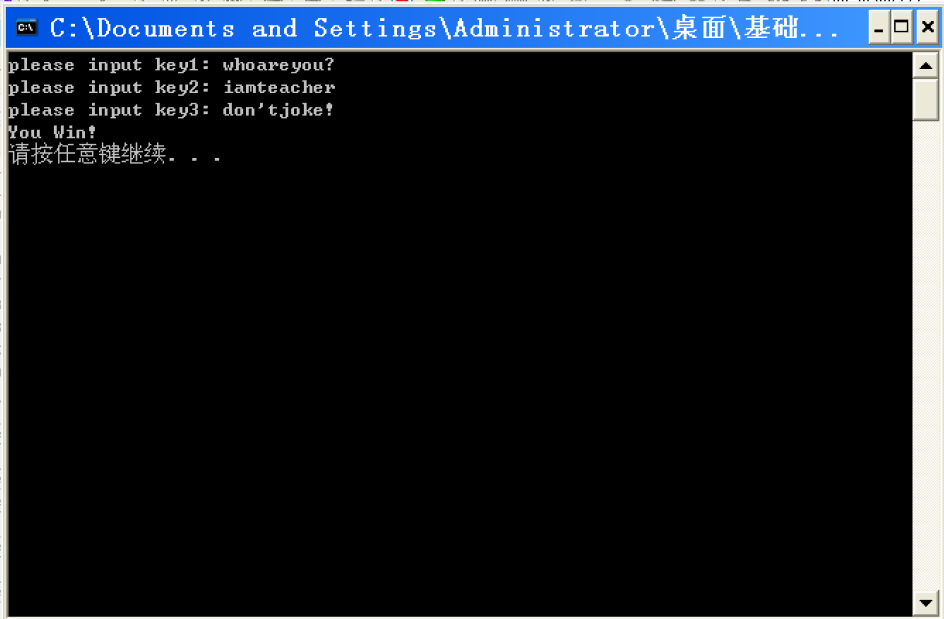 C:\Documents and Settings\Administrator\桌面\基础...
please input key1: whoareyou?
please input key2: iamteacher
please input key3: don'tjoke!
You Win!
请按任意键继续. . .